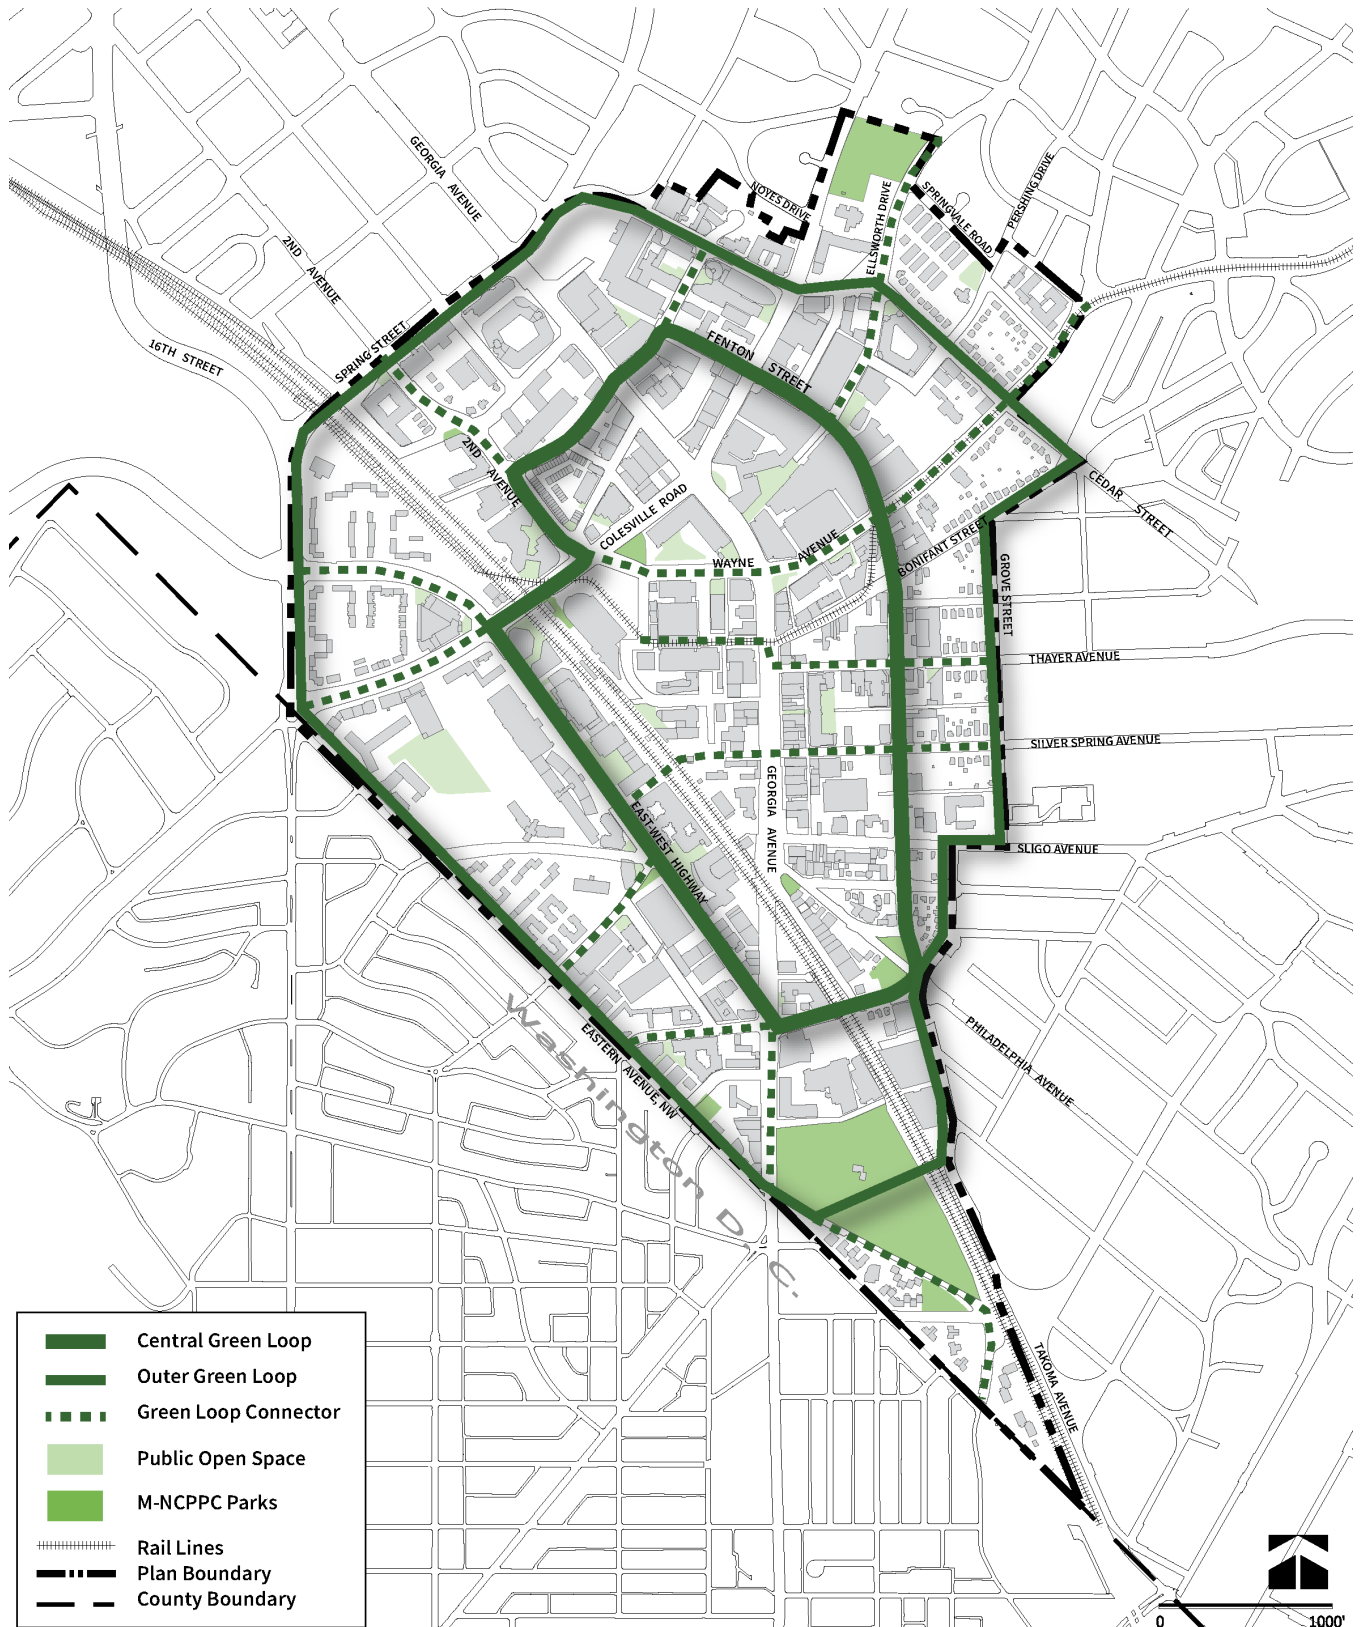 GEORGIA AVENUE
2ND AVENUE
16TH STREET
SPRING STREET
NOYES DRIVE
ELLSWORTH DRIVE
SPRINGVALE ROAD
PERSHING DRIVE
FENTON STREET
2ND AVENUE
COLESVILLE ROAD
WAYNE AVENUE
BONIFANT STREET
CEDAR STREET
GROVE STREET
THAYER AVENUE
SILVER SPRING AVENUE
GEORGIA AVENUE
EAST-WEST HIGHWAY
SLIGO AVENUE
PHILADELPHIA AVENUE
EASTERN AVENUE, NW
Washington D.C.
TAKOMA AVENUE
Central Green Loop
Outer Green Loop
Green Loop Connector
Public Open Space
M-NCPPC Parks
Rail Lines
Plan Boundary
County Boundary
0 1000'